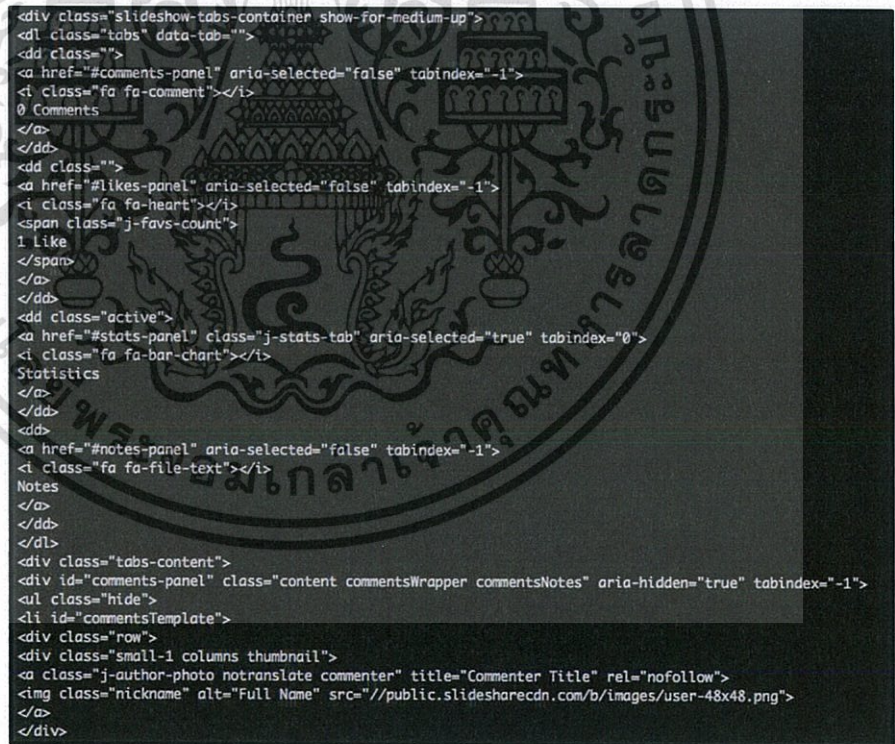 <div class="slideshow-tabs-container show-for-medium-up">
<dl class="tabs" data-tab="">
<dd class="">
<a href="#comments-panel" aria-selected="false" tabindex="-1">
<i class="fa fa-comment"></i>
0 Comments
</a>
</dd>
<dd class="">
<a href="#likes-panel" aria-selected="false" tabindex="-1">
<i class="fa fa-heart"></i>
<span class="j-favs-count">
1 Like
</span>
</a>
</dd>
<dd class="active">
<a href="#stats-panel" class="j-stats-tab" aria-selected="true" tabindex="0">
<i class="fa fa-bar-chart"></i>
Statistics
</a>
</dd>
<dd>
<a href="#notes-panel" aria-selected="false" tabindex="-1">
<i class="fa fa-file-text"></i>
Notes
</a>
</dd>
</dl>
<div class="tabs-content">
<div id="comments-panel" class="content commentsWrapper commentsNotes" aria-hidden="true" tabindex="-1">
<ul class="hide">
<li id="commentsTemplate">
<div class="row">
<div class="small-1 columns thumbnail">
<a class="j-author-photo notranslate commenter" title="Commenter Title" rel="nofollow">
<img class="nickname" alt="Full Name" src="//public.slidesharecdn.com/b/images/user-48x48.png">
</a>
</div>